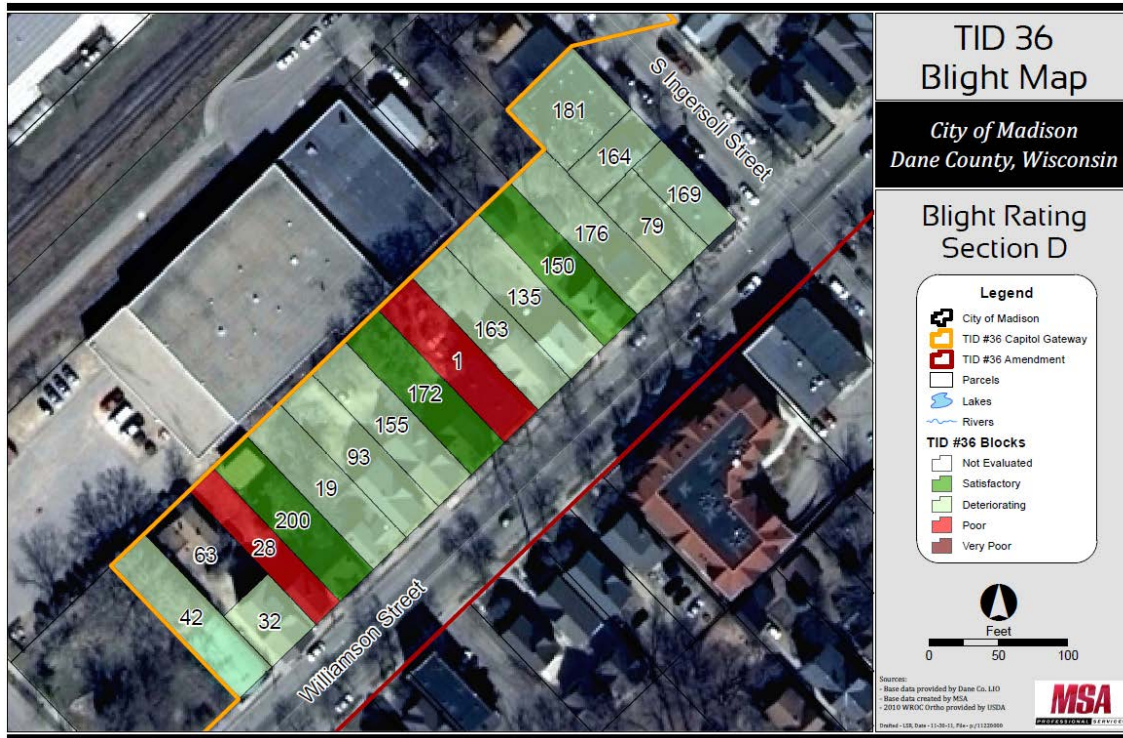 TID 36
Blight Map
City of Madison
Dane County, Wisconsin
Blight Rating
Section D
Legend
City of Madison
TID #36 Capitol Gateway
TID #36 Amendment
Parcels
Lakes
Rivers
TID #36 Blocks
Not Evaluated
Satisfactory
Deteriorating
Poor
Very Poor
Feet
0 50 100
Sources:
- Base data provided by Dane Co. LIO
- Base data created by MSA
- 2010 WROC Ortho provided by USDA
MSA
PROFESSIONAL SERVICES
S Ingersoll Street
181
164
169
79
176
150
135
163
1
172
155
93
19
200
28
63
32
42
Williamson Street